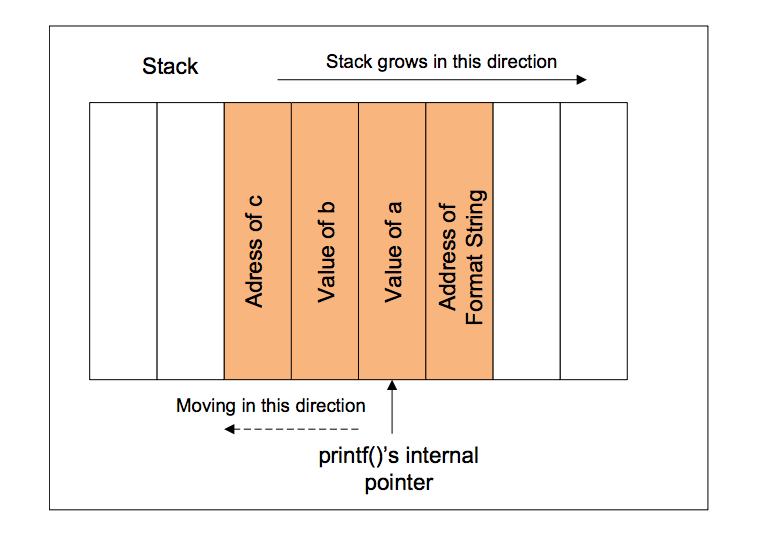 Stack
Stack grows in this direction
Adress of c
Value of b
Value of a
Address of
Format String
Moving in this direction
printf()’s internal
pointer